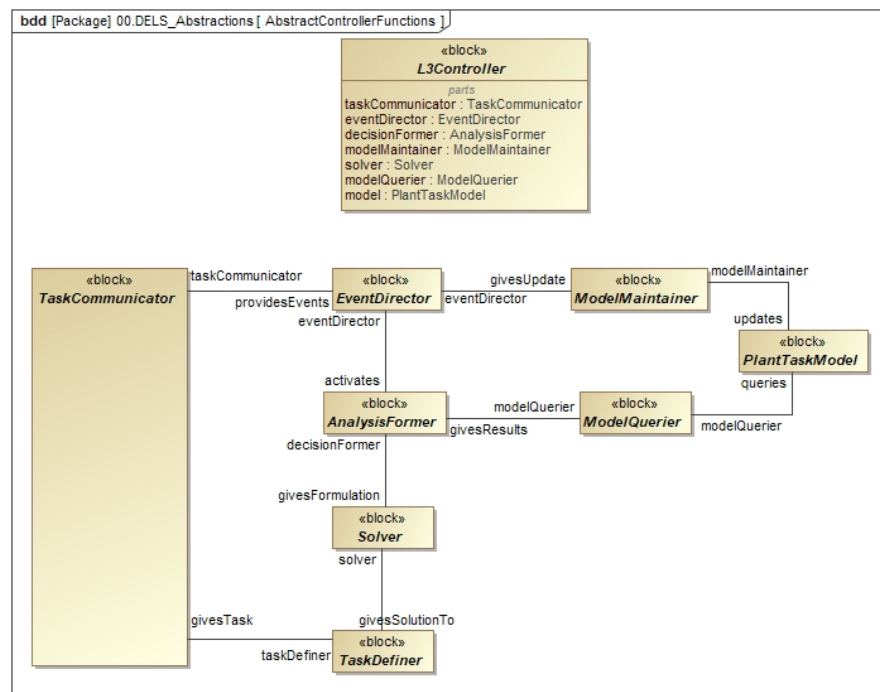 bdd [Package] 00.DELS_Abstractions [ AbstractControllerFunctions ]
«block»
L3Controller
parts
taskCommunicator : TaskCommunicator
eventDirector : EventDirector
decisionFormer : AnalysisFormer
modelMaintainer : ModelMaintainer
solver : Solver
modelQuerier : ModelQuerier
model : PlantTaskModel
«block»
TaskCommunicator
taskCommunicator
providesEvents
«block»
EventDirector
eventDirector
givesUpdate
eventDirector
«block»
ModelMaintainer
modelMaintainer
updates
«block»
PlantTaskModel
queries
activates
«block»
AnalysisFormer
decisionFormer
modelQuerier
givesResults
«block»
ModelQuerier
modelQuerier
givesFormulation
«block»
Solver
solver
givesTask
givesSolutionTo
taskDefiner
«block»
TaskDefiner